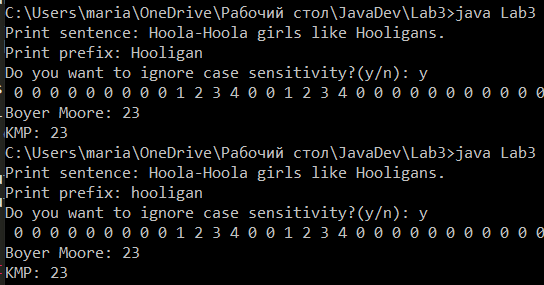 C:\Users\maria\OneDrive\Рабочий стол\JavaDev\Lab3>java Lab3
Print sentence: Hoola-Hoola girls like Hooligans.
Print prefix: Hooligan
Do you want to ignore case sensitivity?(y/n): y
0 0 0 0 0 0 0 0 0 1 2 3 4 0 0 1 2 3 4 0 0 0 0 0 0 0 0 0 0 0
Boyer Moore: 23
KMP: 23
C:\Users\maria\OneDrive\Рабочий стол\JavaDev\Lab3>java Lab3
Print sentence: Hoola-Hoola girls like Hooligans.
Print prefix: hooligan
Do you want to ignore case sensitivity?(y/n): y
0 0 0 0 0 0 0 0 0 1 2 3 4 0 0 1 2 3 4 0 0 0 0 0 0 0 0 0 0 0
Boyer Moore: 23
KMP: 23